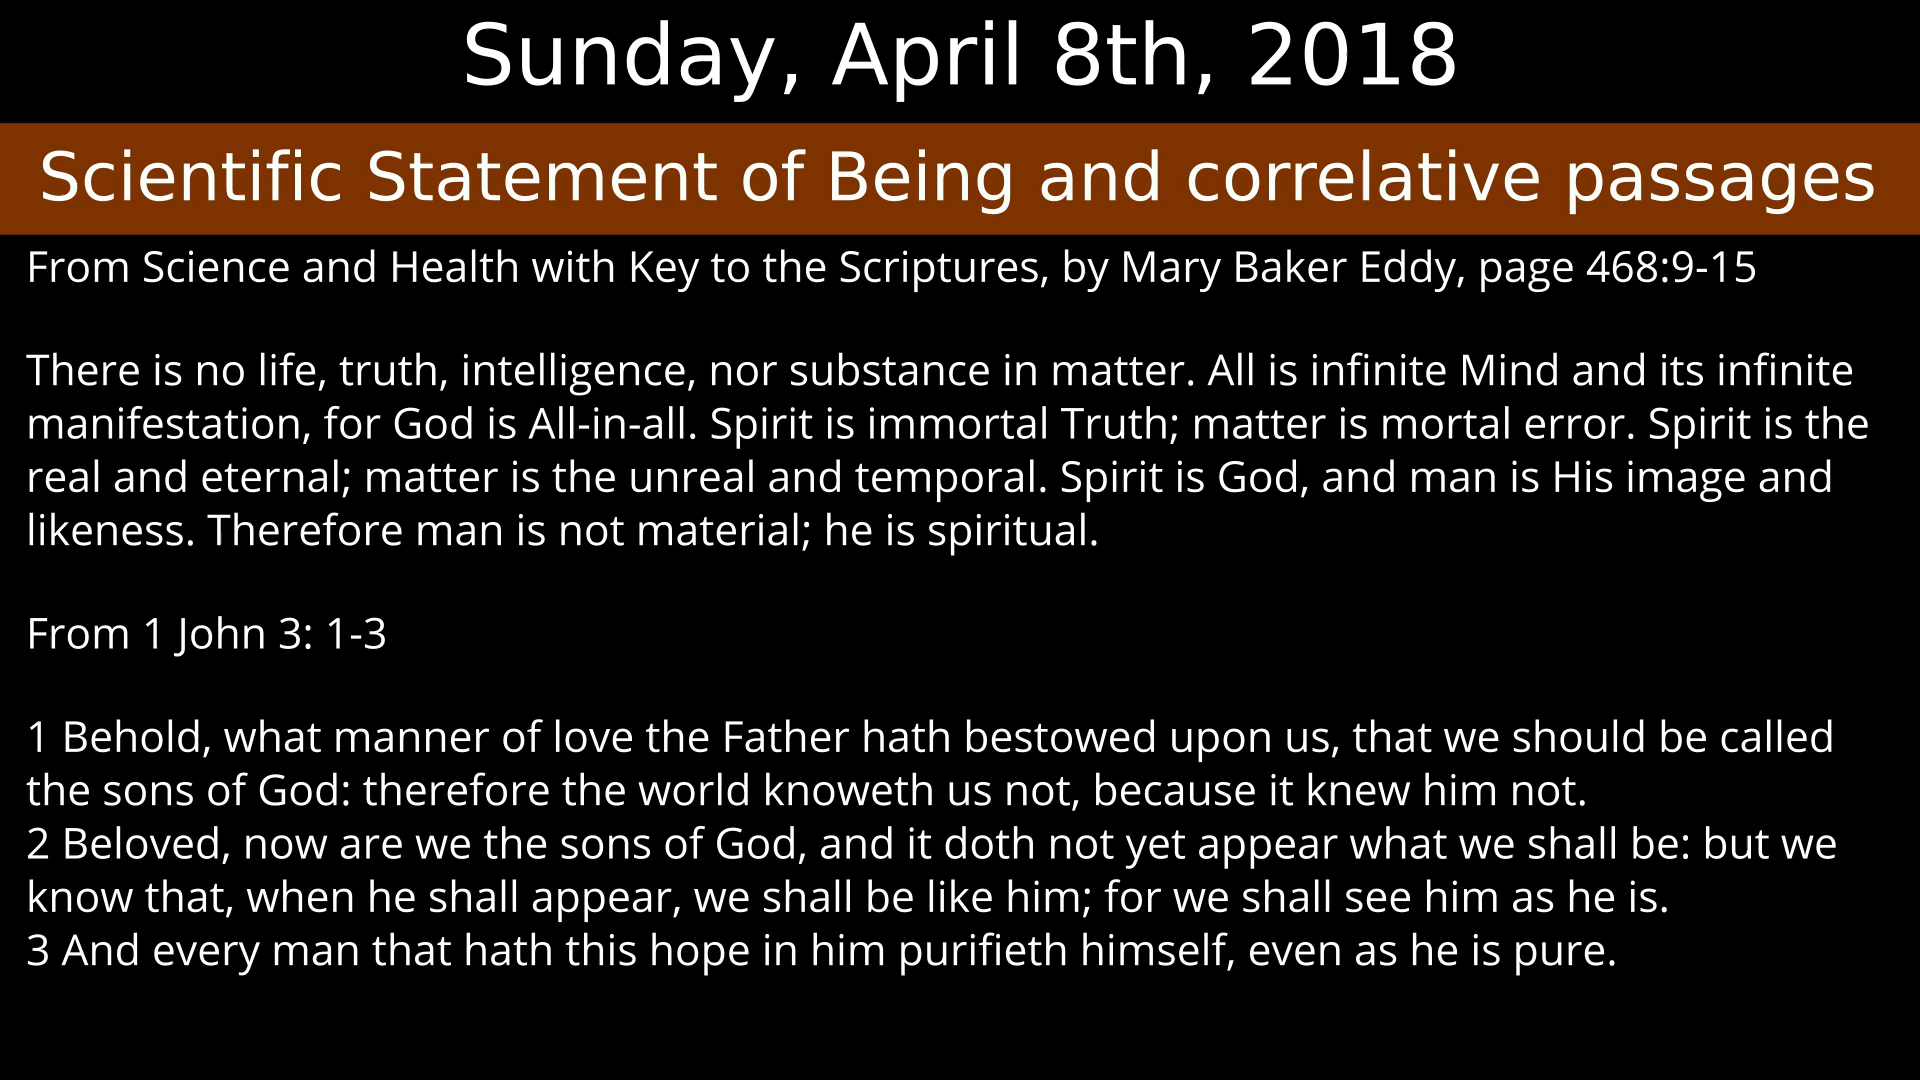 Sunday, April 8th, 2018
Scientific Statement of Being and correlative passages
From Science and Health with Key to the Scriptures, by Mary Baker Eddy, page 468:9-15
There is no life, truth, intelligence, nor substance in matter. All is infinite Mind and its infinite
manifestation, for God is All-in-all. Spirit is immortal Truth; matter is mortal error. Spirit is the
real and eternal; matter is the unreal and temporal. Spirit is God, and man is His image and
likeness. Therefore man is not material; he is spiritual.
From 1 John 3: 1-3
1 Behold, what manner of love the Father hath bestowed upon us, that we should be called
the sons of God: therefore the world knoweth us not, because it knew him not.
2 Beloved, now are we the sons of God, and it doth not yet appear what we shall be: but we
know that, when he shall appear, we shall be like him; for we shall see him as he is.
3 And every man that hath this hope in him purifieth himself, even as he is pure.